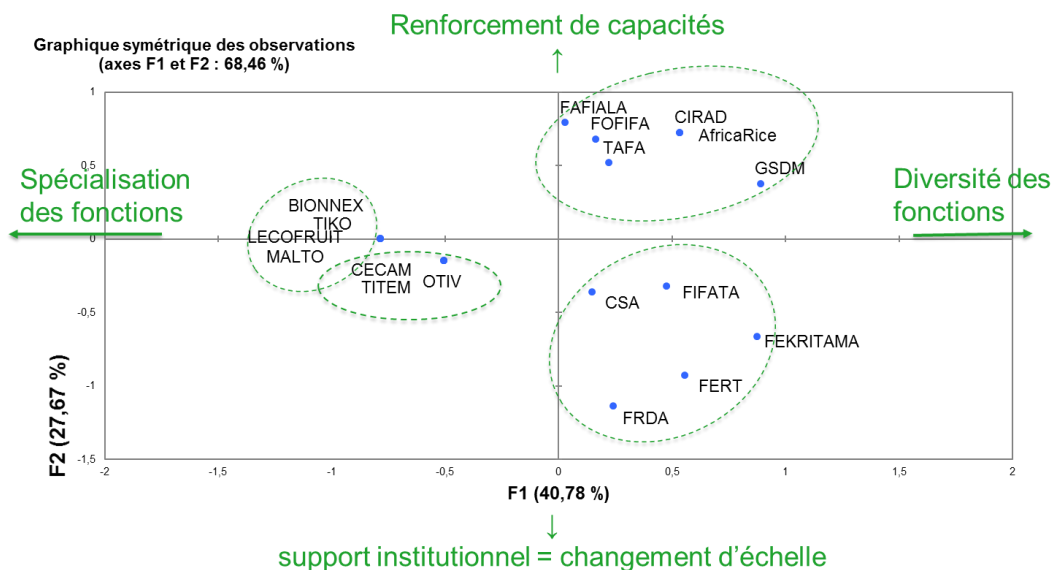 Renforcement de capacités
Graphique symétrique des observations
(axes F1 et F2 : 68,46 %)
1
FAFIALA
FOFIFA
TAFA
CIRAD
AfricaRice
GSDM
0,5
Spécialisation
des fonctions
Diversité des
fonctions
BIONNEX
TIKO
LECOFRUIT
MALTO
0
CECAM
TITEM
OTIV
CSA
FIFATA
-0,5
FEKRITAMA
FERT
FRDA
-1
-1,5
F2 (27,67 %)
-2
-1,5
-1
-0,5
0
0,5
1
1,5
2
F1 (40,78 %)
support institutionnel = changement d'échelle